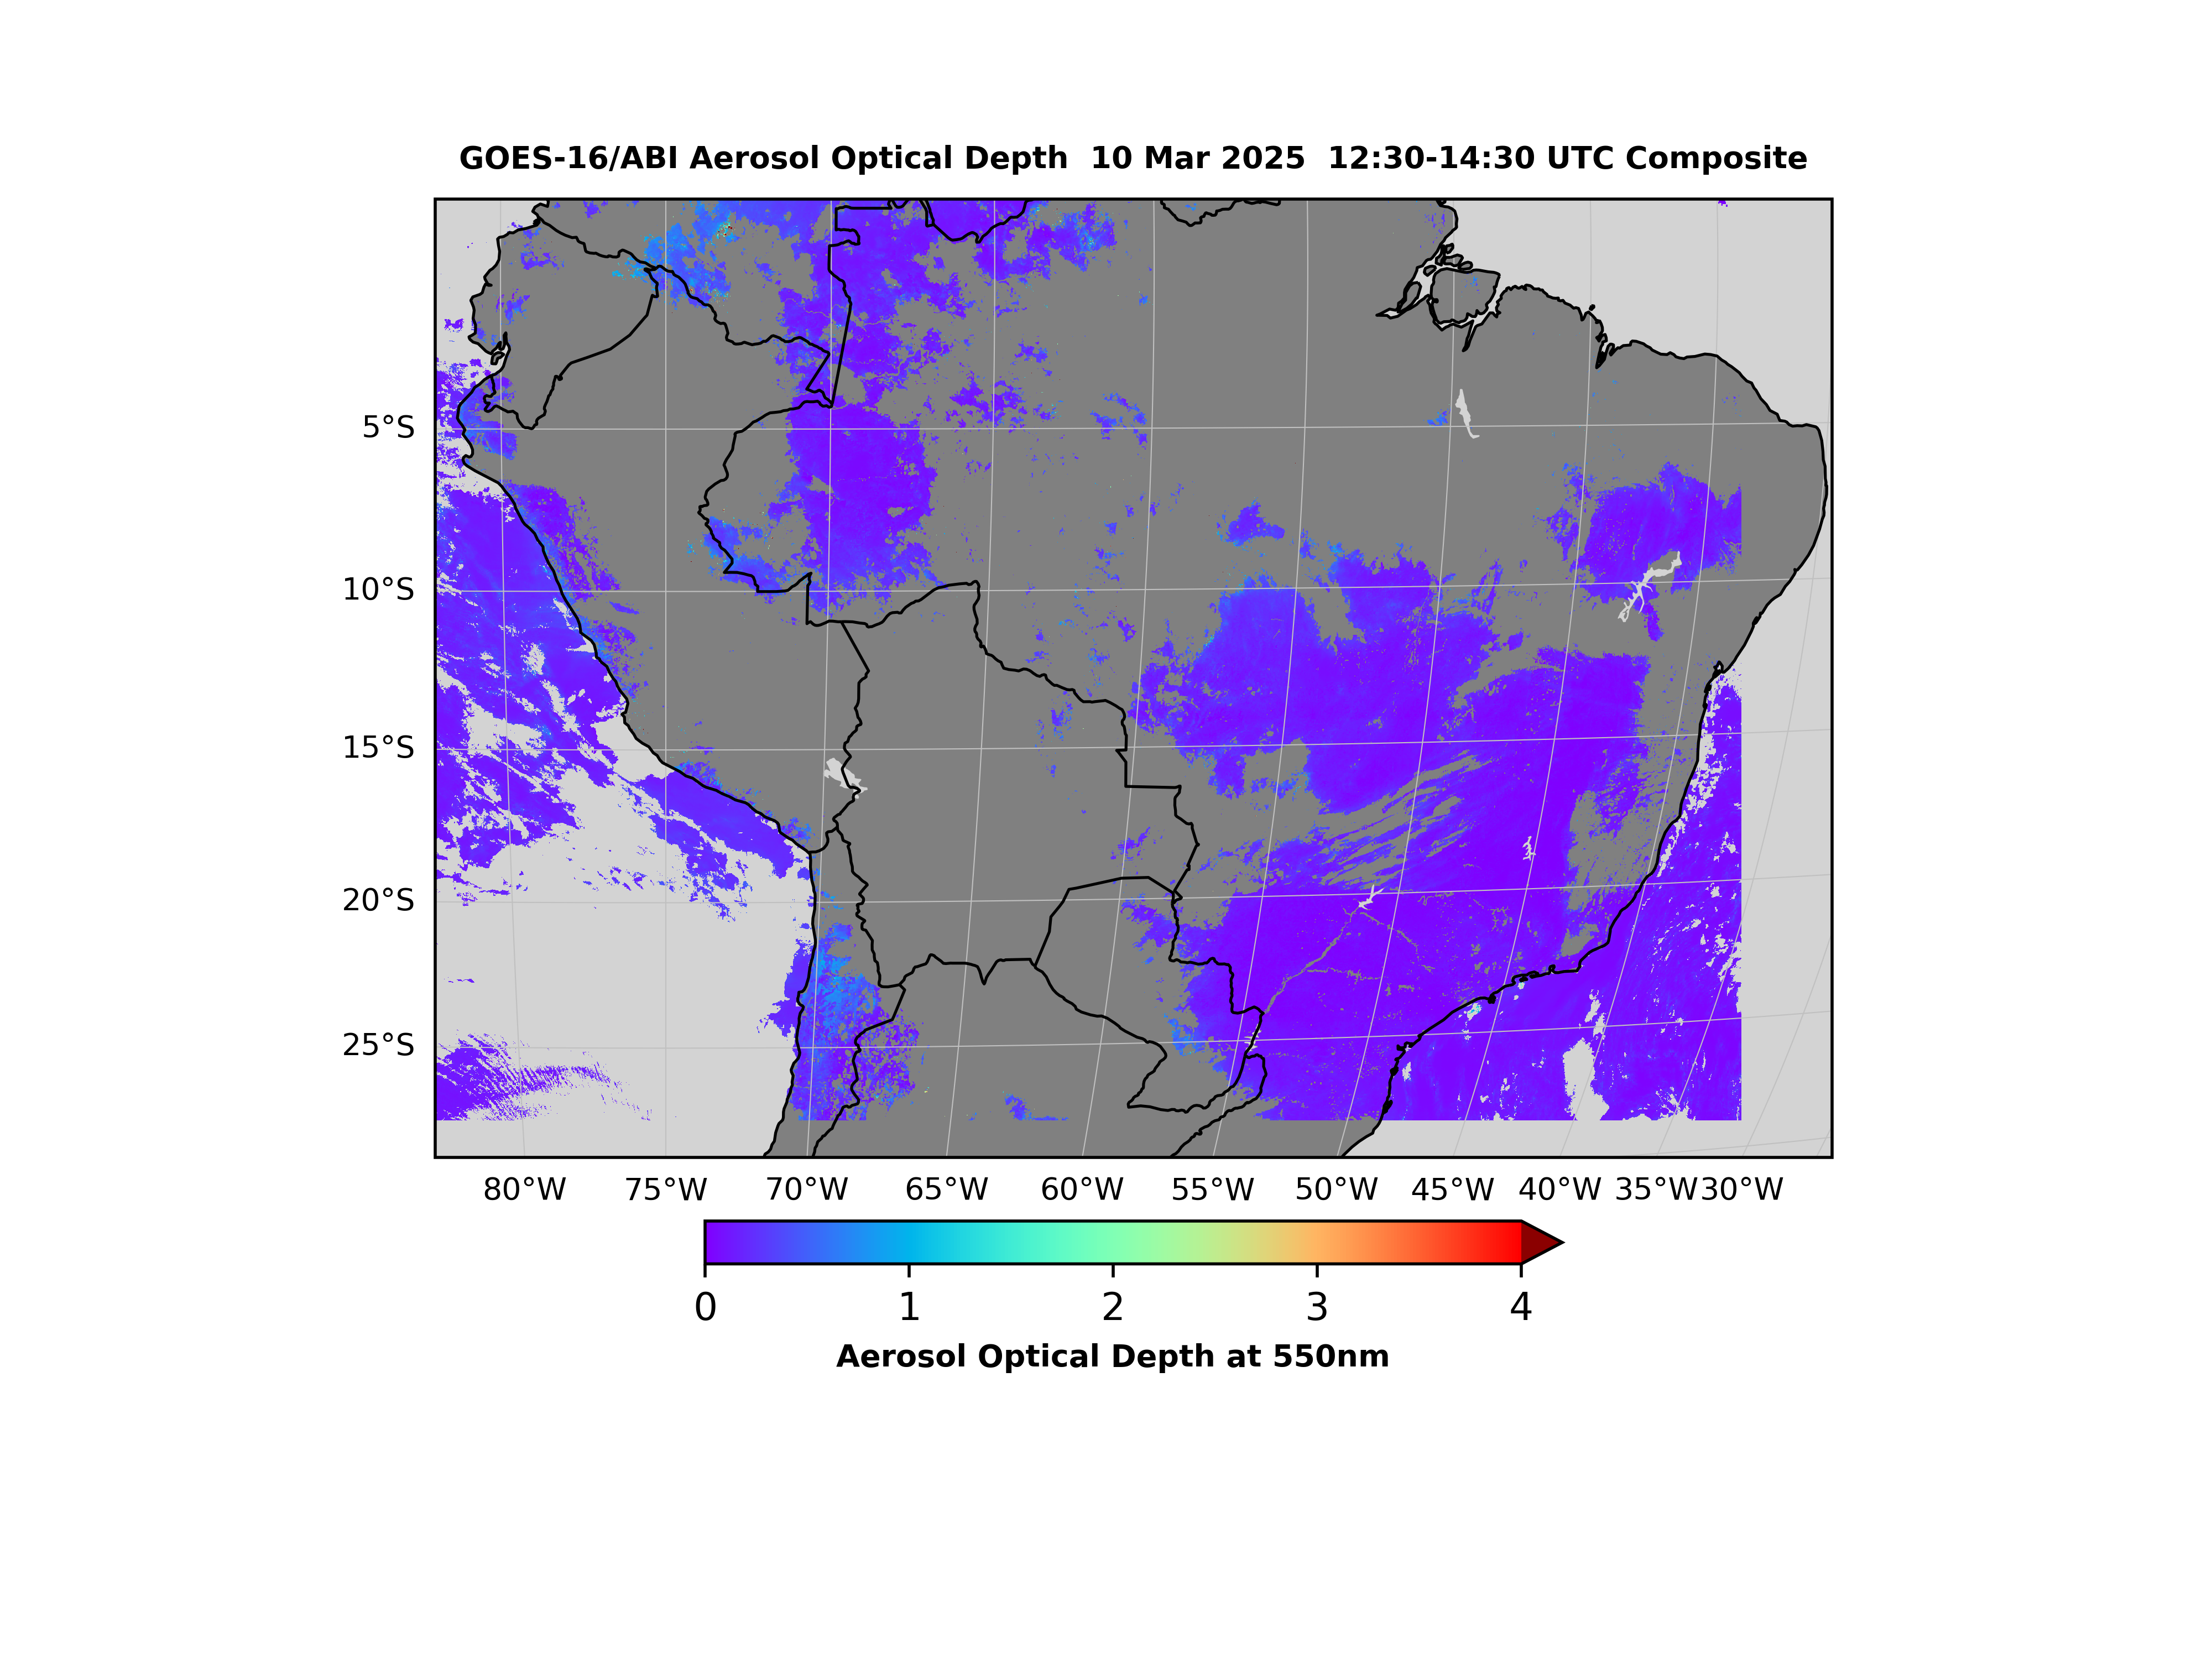 GOES-16/ABI Aerosol Optical Depth  10 Mar 2025  12:30-14:30 UTC Composite
5°S
10°S
15°S
20°S
25°S
80°W 75°W 70°W 65°W 60°W 55°W 50°W 45°W 40°W 35°W 30°W
0 1 2 3 4
Aerosol Optical Depth at 550nm